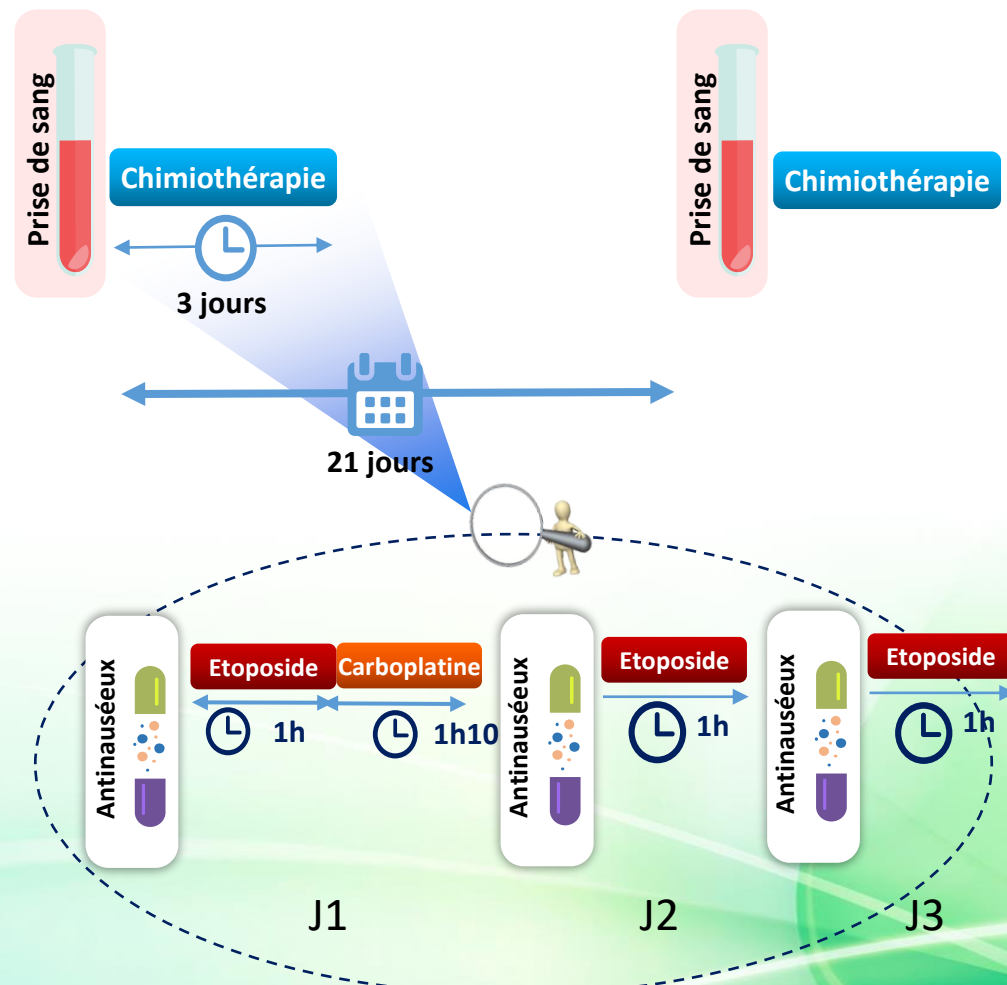 Prise de sang
Chimiothérapie
3 jours
Prise de sang
Chimiothérapie
21 jours
Antinauséeux
Etoposide
1h
Carboplatine
1h10
Antinauséeux
Etoposide
1h
Antinauséeux
Etoposide
1h
J1
J2
J3